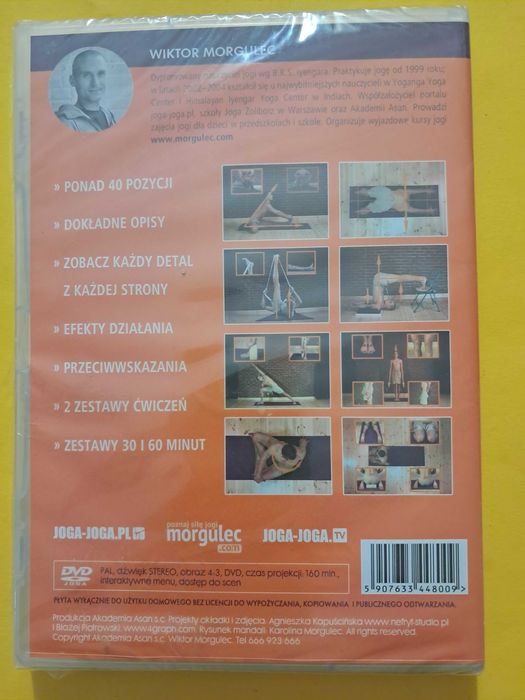 WIKTOR MORGULEC
Dyplomowany nauczyciel jogi wg B.K.S. Iyengara. Praktykuje jogę od 1999 roku;
w latach 2002–2004 kształcił się u najwybitniejszych nauczycieli w Yoganga Yoga
Center i Himalayan Iyengar Yoga Center w Indiach. Współzałożyciel portalu
joga-joga.pl, szkoły Joga Żoliborz w Warszawie oraz Akademii Asan. Prowadzi
zajęcia jogi dla dzieci w przedszkolach i szkole. Organizuje wyjazdowe kursy jogi
www.morgulec.com
» PONAD 40 POZYCJI
» DOKŁADNE OPISY
» ZOBACZ KAŻDY DETAL
Z KAŻDEJ STRONY
» EFEKTY DZIAŁANIA
» PRZECIWWSKAZANIA
» 2 ZESTAWY ĆWICZEŃ
» ZESTAWY 30 I 60 MINUT
JOGA-JOGA.PL
poznaj siłę jogi
morgulec
.com
JOGA-JOGA.TV
DVD
JOGA
PAL, dźwięk STEREO, obraz 4-3, DVD, czas projekcji: 160 min.,
interaktywne menu, dostęp do scen
5 907633 448009 >
PŁYTA WYŁĄCZNIE DO UŻYTKU DOMOWEGO BEZ LICENCJI DO WYPOŻYCZANIA, KOPIOWANIA I PUBLICZNEGO ODTWARZANIA.
Produkcja Akademia Asan s.c. Projekty okładki i zdjęcia: Agnieszka Kapuścińska www.nefryt-studio.pl
i Błażej Piotrowski, www.4graph.com. Rysunek mandali: Karolina Morgulec. All rights reserved.
Copyright Akademia Asan s.c. Wiktor Morgulec. Tel 666 923 666